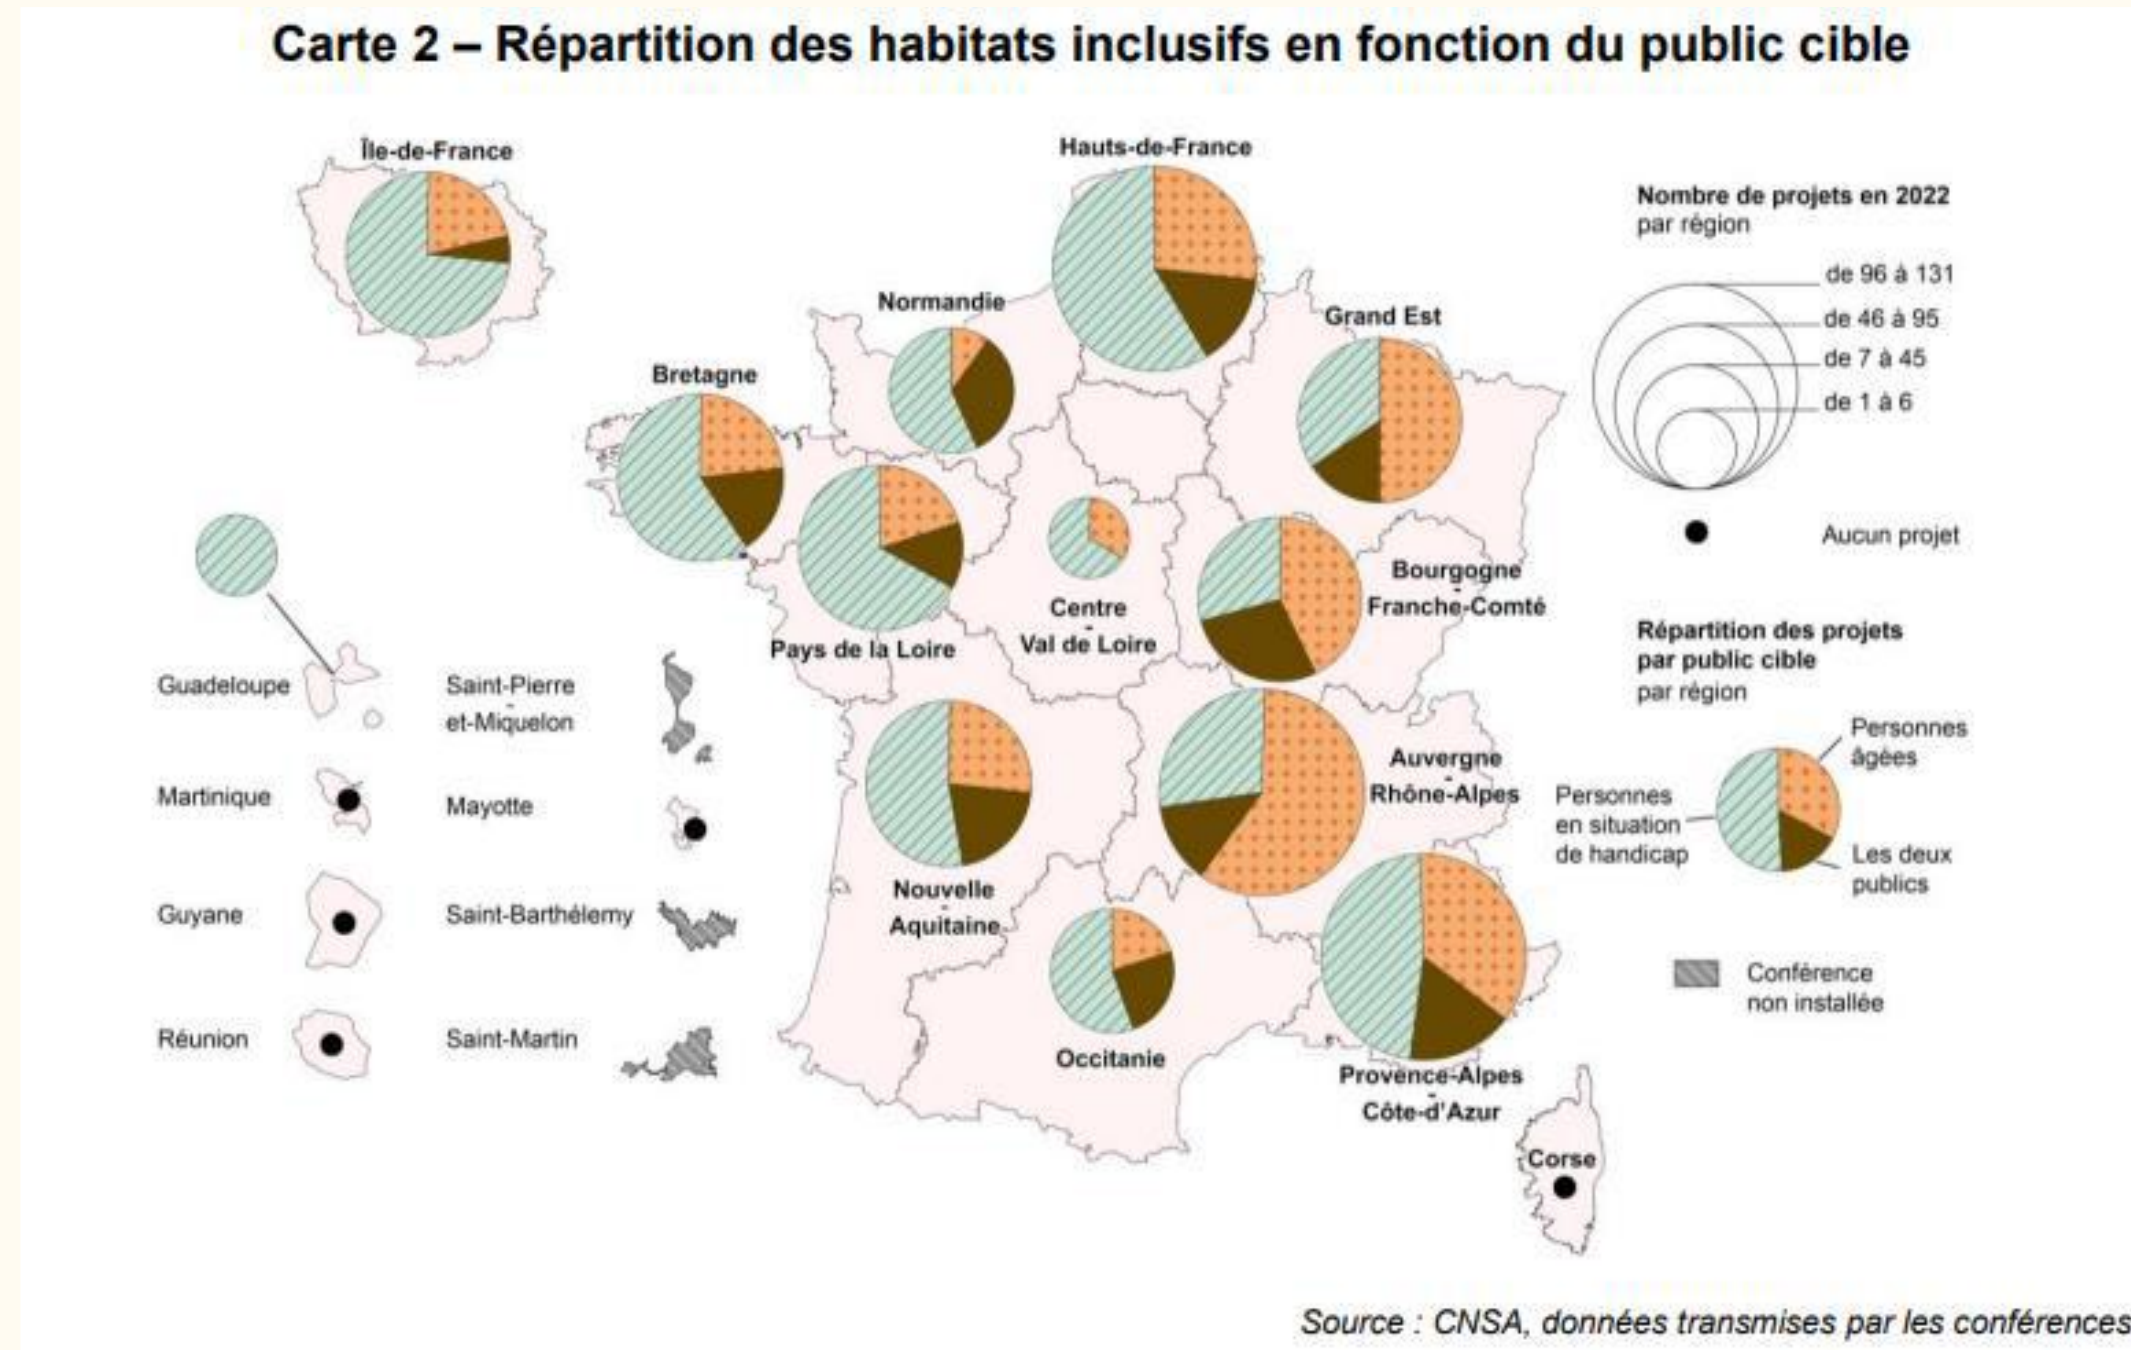 Carte 2 – Répartition des habitats inclusifs en fonction du public cible
Île-de-France
Hauts-de-France
Normandie
Grand Est
Bretagne
Pays de la Loire
Centre
-
Val de Loire
Bourgogne
-
Franche-Comté
Auvergne
-
Rhône-Alpes
Nouvelle
-
Aquitaine
Occitanie
Provence-Alpes
-
Côte-d'Azur
Corse
Guadeloupe
Martinique
Guyane
Réunion
Saint-Pierre
-
et-Miquelon
Mayotte
Saint-Barthélemy
Saint-Martin
Nombre de projets en 2022
par région
de 96 à 131
de 46 à 95
de 7 à 45
de 1 à 6
Aucun projet
Répartition des projets
par public cible
par région
Personnes
âgées
Personnes
en situation
de handicap
Les deux
publics
Conférence
non installée
Source : CNSA, données transmises par les conférences